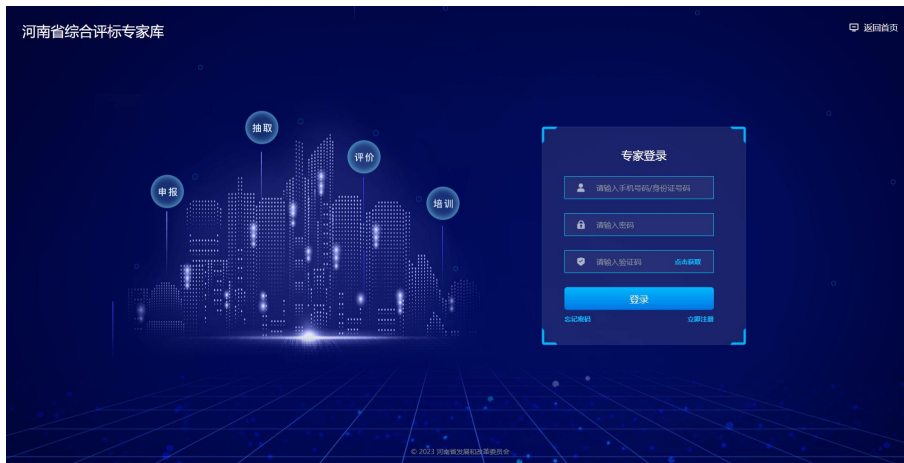 河南省综合评标专家库
返回首页
抽取
评价
申报
培训
专家登录
请输入手机号码/身份证号码
请输入密码
请输入验证码 点击获取
登录
忘记密码 立即注册
© 2023 河南省发展和改革委员会